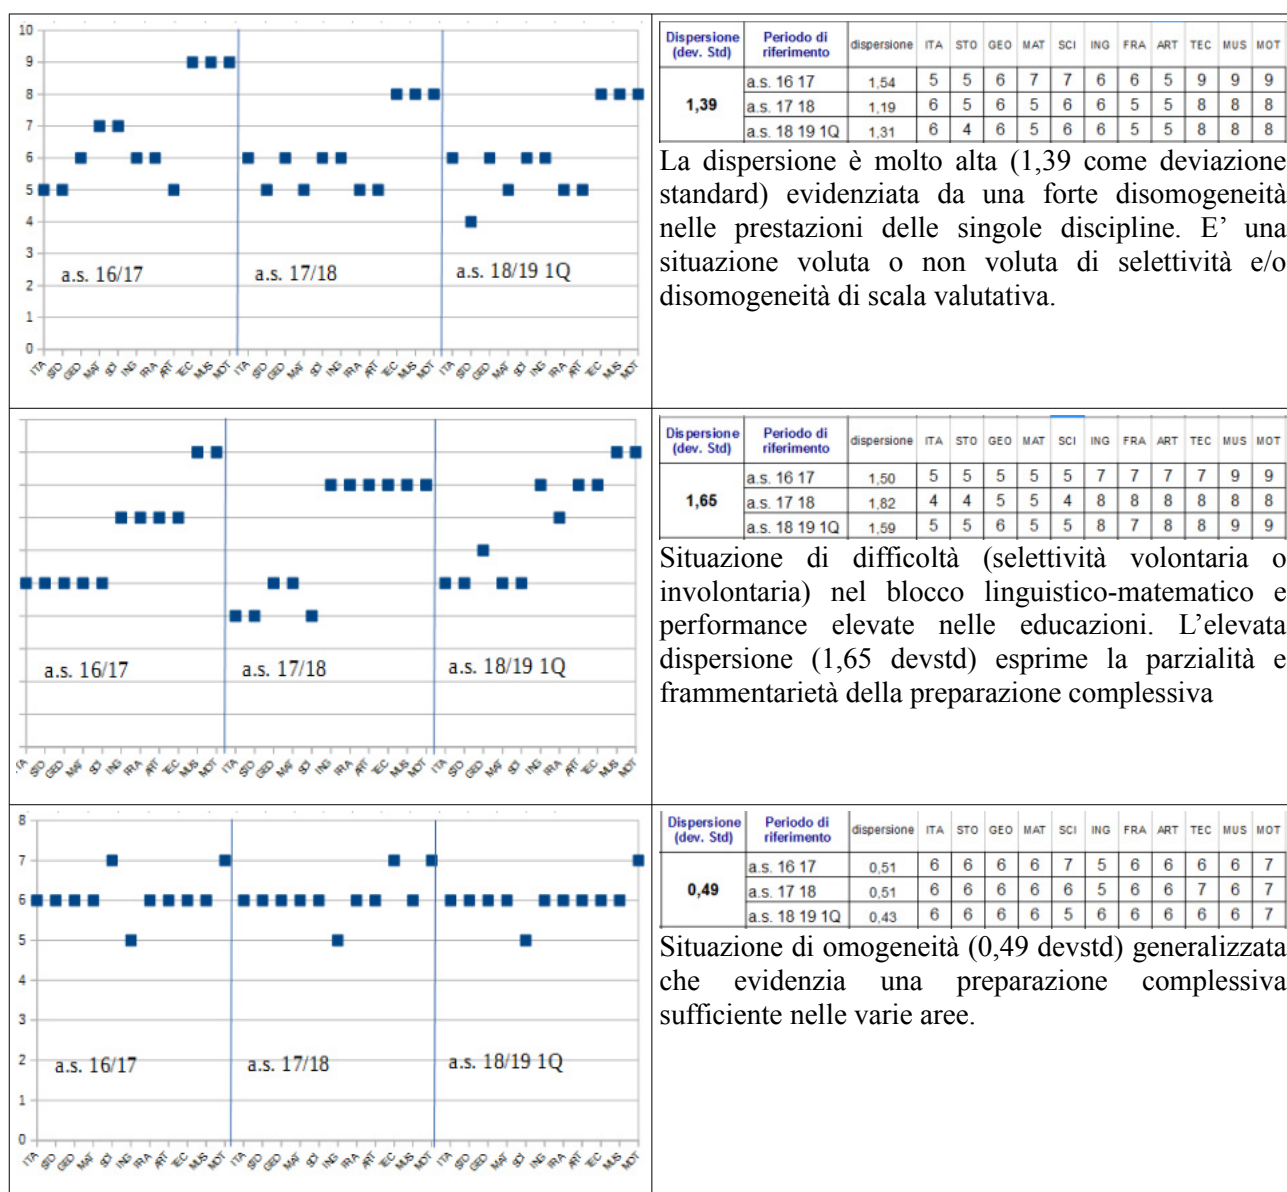 10
9
8
7
6
5
4
3
2
1
0
a.s. 16/17
a.s. 17/18
a.s. 18/19 1Q
ITA STO GEO MAT SCI ING FRA ART TEC MUS MOT ITA STO GEO MAT SCI ING FRA ART TEC MUS MOT ITA STO GEO MAT SCI ING FRA ART TEC MUS MOT
Dispersione (dev. Std) Periodo di riferimento dispersione ITA STO GEO MAT SCI ING FRA ART TEC MUS MOT
a.s. 16 17 1,54 5 5 6 7 7 6 6 5 9 9 9
1,39 a.s. 17 18 1,19 6 5 6 5 6 6 5 5 8 8 8
a.s. 18 19 1Q 1,31 6 4 6 5 6 6 5 5 8 8 8
La dispersione è molto alta (1,39 come deviazione
standard) evidenziata da una forte disomogeneità
nelle prestazioni delle singole discipline. E’ una
situazione voluta o non voluta di selettività e/o
disomogeneità di scala valutativa.
a.s. 16/17
a.s. 17/18
a.s. 18/19 1Q
ITA STO GEO MAT SCI ING FRA ART TEC MUS MOT ITA STO GEO MAT SCI ING FRA ART TEC MUS MOT ITA STO GEO MAT SCI ING FRA ART TEC MUS MOT
Dispersione (dev. Std) Periodo di riferimento dispersione ITA STO GEO MAT SCI ING FRA ART TEC MUS MOT
a.s. 16 17 1,50 5 5 5 5 5 7 7 7 7 9 9
1,65 a.s. 17 18 1,82 4 4 5 5 4 8 8 8 8 8 8
a.s. 18 19 1Q 1,59 5 5 6 5 5 8 7 8 8 9 9
Situazione di difficoltà (selettività volontaria o
involontaria) nel blocco linguistico-matematico e
performance elevate nelle educazioni. L’elevata
dispersione (1,65 devstd) esprime la parzialità e
frammentarietà della preparazione complessiva
8
7
6
5
4
3
2
1
0
a.s. 16/17
a.s. 17/18
a.s. 18/19 1Q
ITA STO GEO MAT SCI ING FRA ART TEC MUS MOT ITA STO GEO MAT SCI ING FRA ART TEC MUS MOT ITA STO GEO MAT SCI ING FRA ART TEC MUS MOT
Dispersione (dev. Std) Periodo di riferimento dispersione ITA STO GEO MAT SCI ING FRA ART TEC MUS MOT
a.s. 16 17 0,51 6 6 6 6 7 5 6 6 6 6 7
0,49 a.s. 17 18 0,51 6 6 6 6 6 5 6 6 7 6 7
a.s. 18 19 1Q 0,43 6 6 6 6 5 6 6 6 6 6 7
Situazione di omogeneità (0,49 devstd) generalizzata
che evidenzia una preparazione complessiva
sufficiente nelle varie aree.